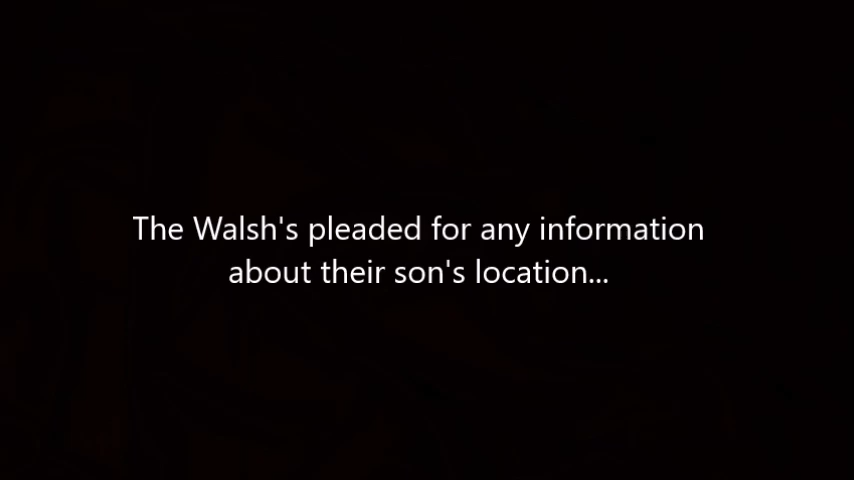 The Walsh's pleaded for any information
about their son's location...